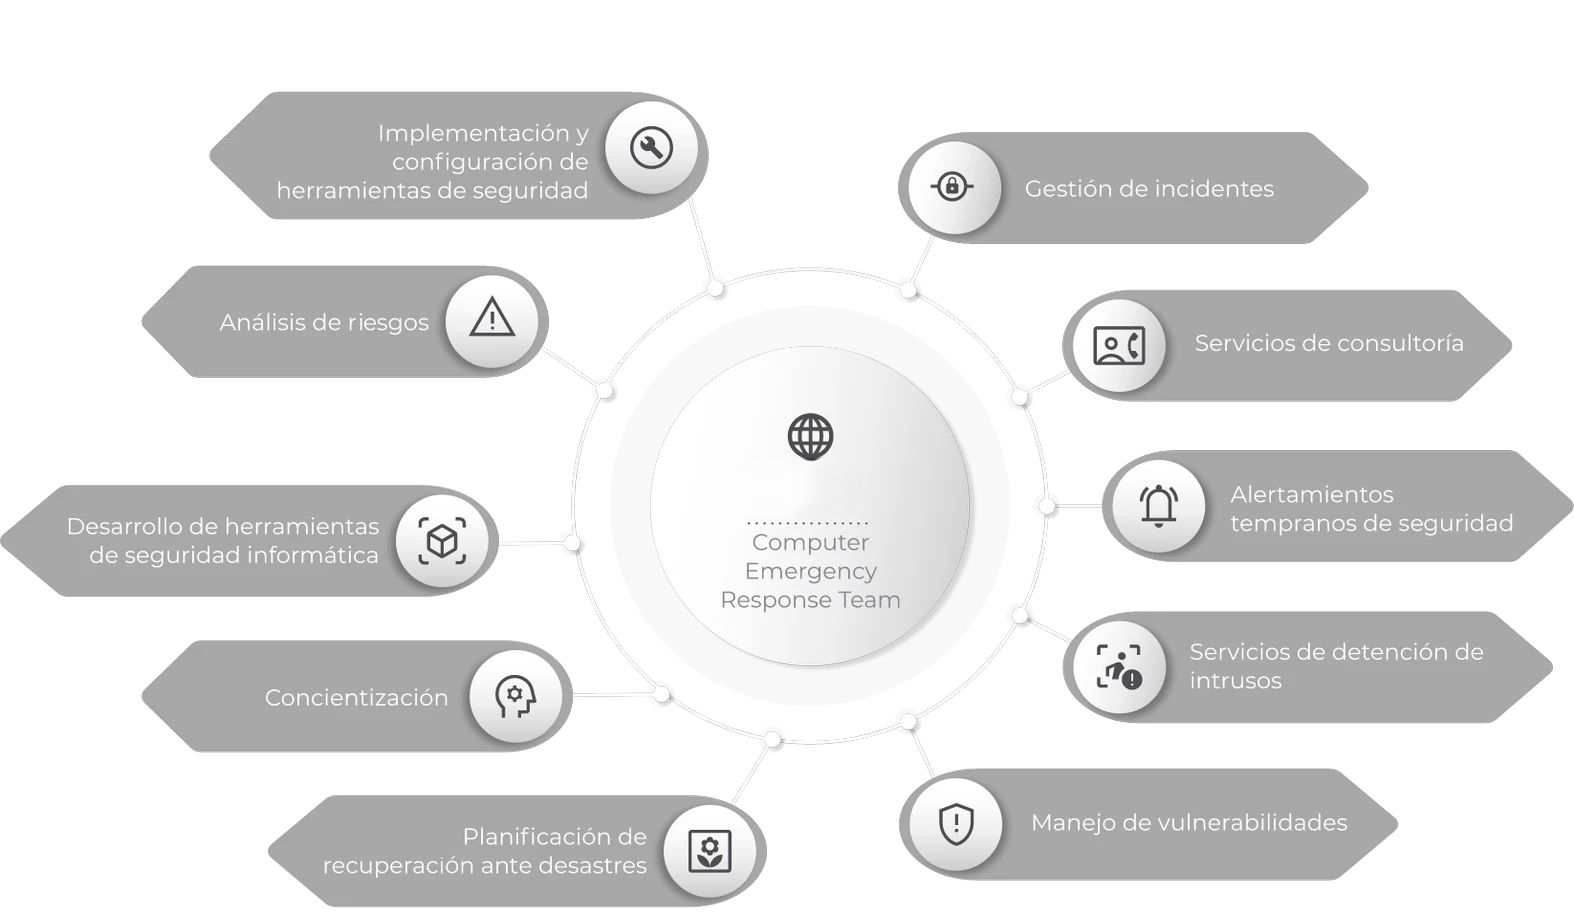 Implementación y
configuración de
herramientas de seguridad
Gestión de incidentes
Análisis de riesgos
Servicios de consultoría
Desarrollo de herramientas
de seguridad informática
Alertamientos
tempranos de seguridad
Computer
Emergency
Response Team
Concientización
Servicios de detención de
intrusos
Planificación de
recuperación ante desastres
Manejo de vulnerabilidades